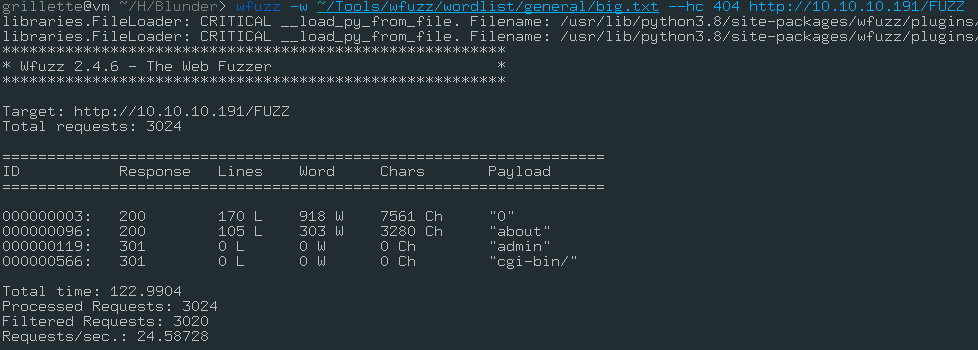 grillette@vm ~/H/Blunder> wfuzz -w ~/Tools/wfuzz/wordlist/general/big.txt --hc 404 http://10.10.10.191/FUZZ
libraries.FileLoader: CRITICAL __load_py_from_file. Filename: /usr/lib/python3.8/site-packages/wfuzz/plugins/
libraries.FileLoader: CRITICAL __load_py_from_file. Filename: /usr/lib/python3.8/site-packages/wfuzz/plugins/
********************************************************
* Wfuzz 2.4.6 - The Web Fuzzer                         *
********************************************************
Target: http://10.10.10.191/FUZZ
Total requests: 3024
===================================================================
ID           Response   Lines    Word     Chars       Payload
===================================================================
000000003:   200        170 L    918 W    7561 Ch     "0"
000000096:   200        105 L    303 W    3280 Ch     "about"
000000119:   301        0 L      0 W      0 Ch        "admin"
000000566:   301        0 L      0 W      0 Ch        "cgi-bin/"
Total time: 122.9904
Processed Requests: 3024
Filtered Requests: 3020
Requests/sec.: 24.58728